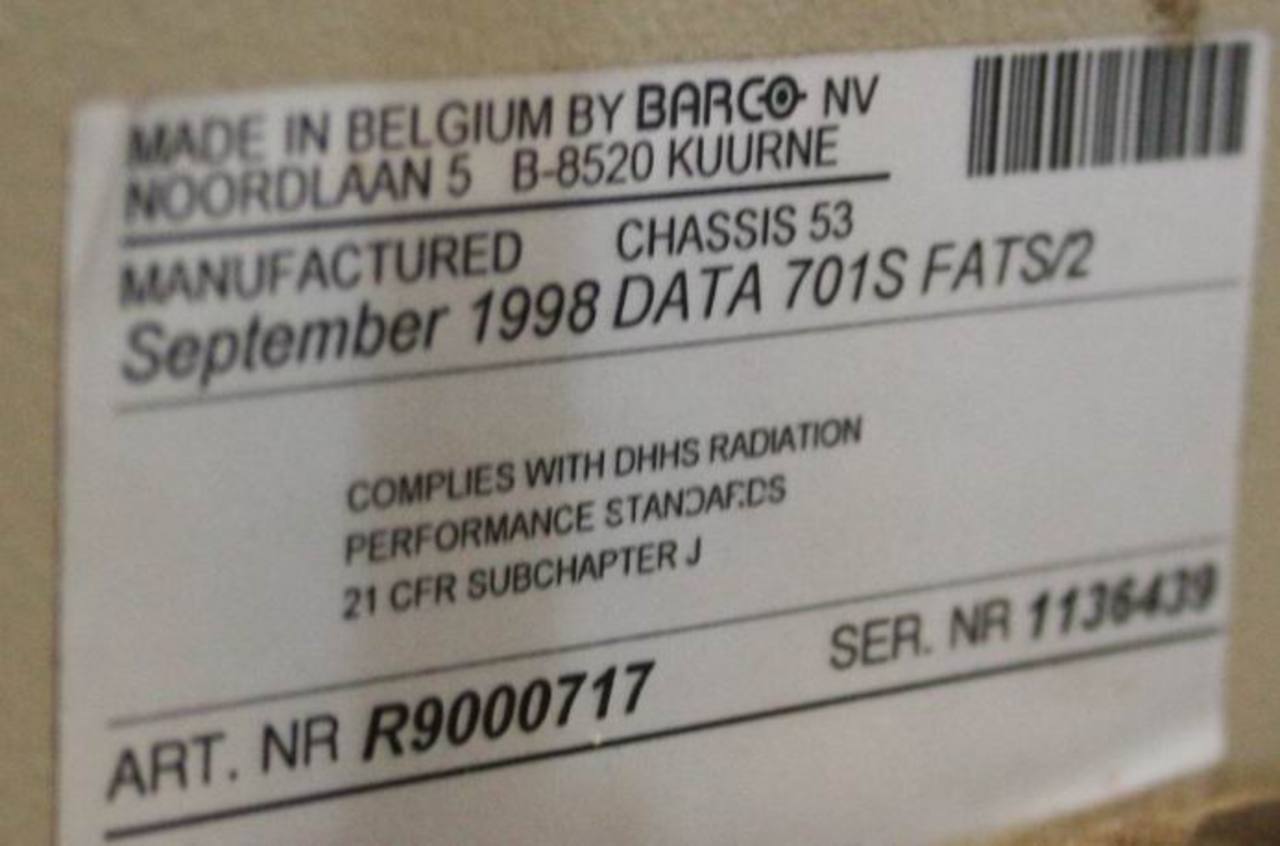 MADE IN BELGIUM BY BARCO NV
NOORDLAAN 5 B-8520 KUURNE
MANUFACTURED CHASSIS 53
September 1998 DATA 701S FATS/2
COMPLIES WITH DHHS RADIATION
PERFORMANCE STANDARDS
21 CFR SUBCHAPTER J
ART. NR R9000717 SER. NR 1136439